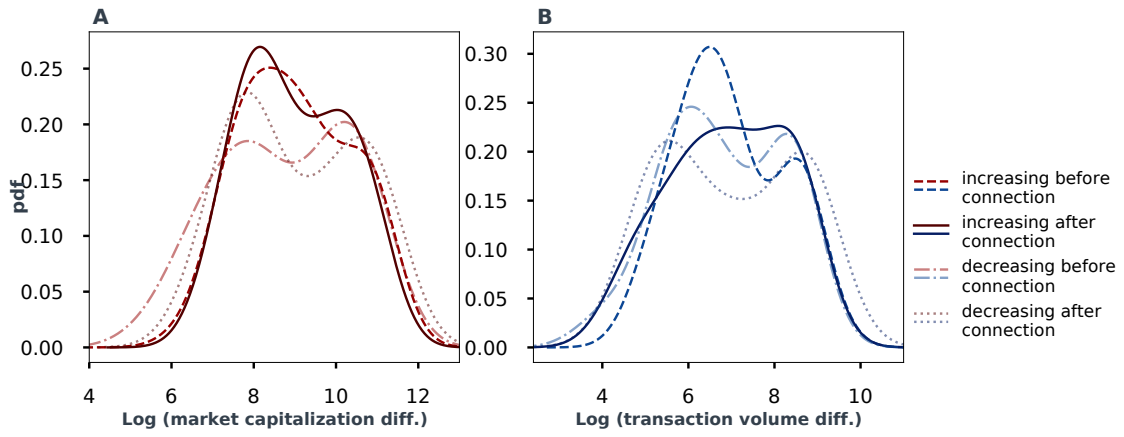 A
B
0.25
0.20
0.15
0.10
0.05
0.00
pdf
4
6
8
10
12
Log (market capitalization diff.)
0.30
0.25
0.20
0.15
0.10
0.05
0.00
4
6
8
10
Log (transaction volume diff.)
increasing before
connection
increasing after
connection
decreasing before
connection
decreasing after
connection